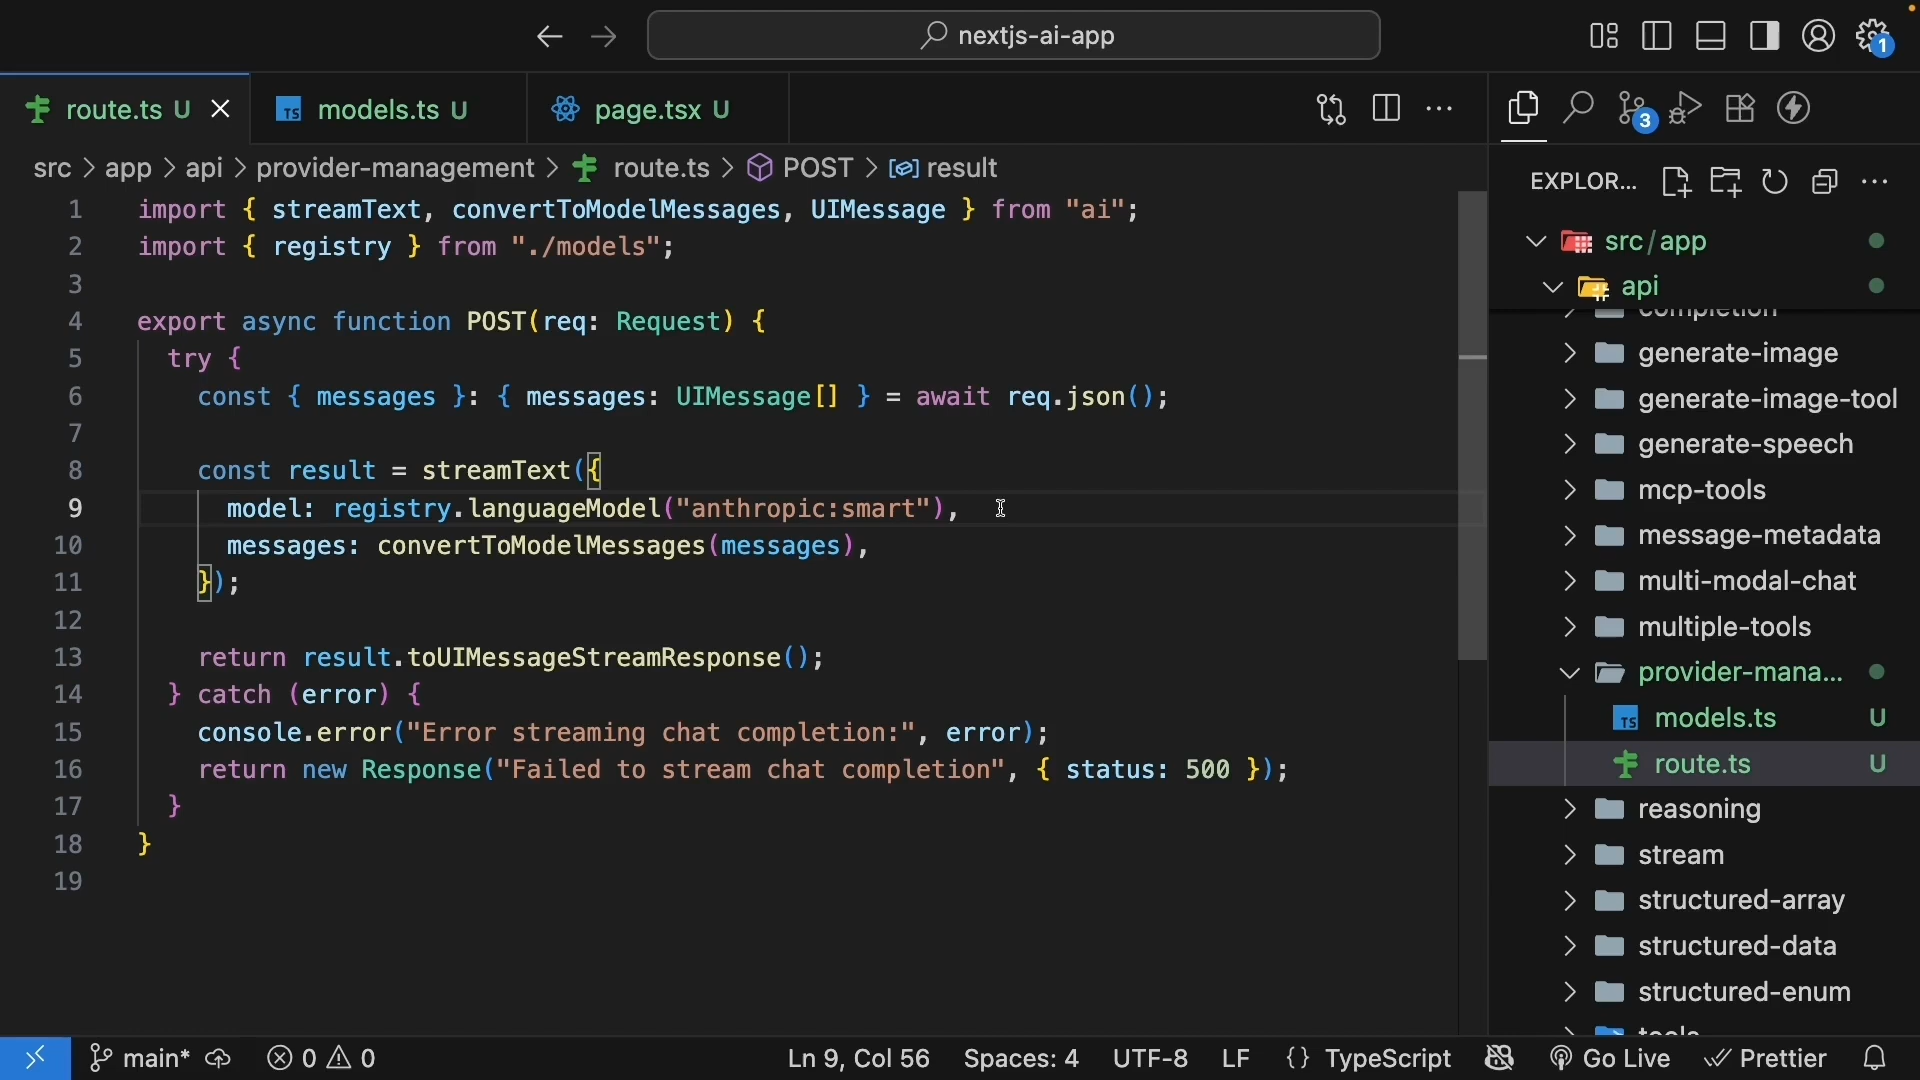 nextjs-ai-app
1
route.ts U
models.ts U
page.tsx U
3
src > app > api > provider-management > route.ts > POST > result
1 import { streamText, convertToModelMessages, UIMessage } from "ai";
2 import { registry } from "./models";
3
4 export async function POST(req: Request) {
5 try {
6 const { messages }: { messages: UIMessage[] } = await req.json();
7
8 const result = streamText({
9 model: registry.languageModel("anthropic:smart"),
10 messages: convertToModelMessages(messages),
11 });
12
13 return result.toUIMessageStreamResponse();
14 } catch (error) {
15 console.error("Error streaming chat completion:", error);
16 return new Response("Failed to stream chat completion", { status: 500 });
17 }
18 }
19
EXPLOR...
src/app
api
completion
generate-image
generate-image-tool
generate-speech
mcp-tools
message-metadata
multi-modal-chat
multiple-tools
provider-mana...
models.ts U
route.ts U
reasoning
stream
structured-array
structured-data
structured-enum
tools
main* 0 0 Ln 9, Col 56 Spaces: 4 UTF-8 LF {} TypeScript Go Live Prettier